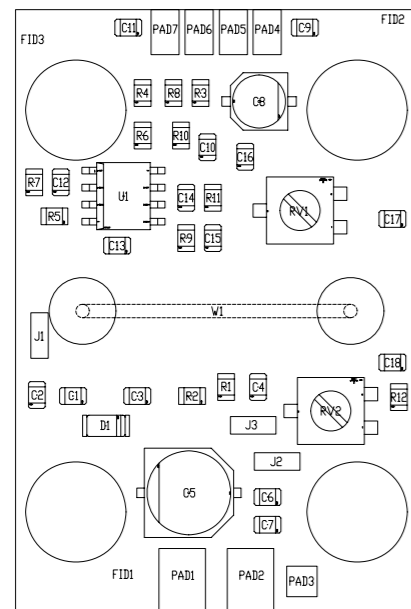 FID2
C11 PAD7 PAD6 PAD5 PAD4 C9
FID3
R4 R8 R3 C8
R6 R10 C10 C16
R7 C12 U1 C14 R11 RV1
R5 C17
C13 R9 C15
W1
J1
C18
C2 C1 C3 R2 R1 C4 RV2 R12
D1 J3
J2
C5 C6
C7
FID1 PAD1 PAD2 PAD3